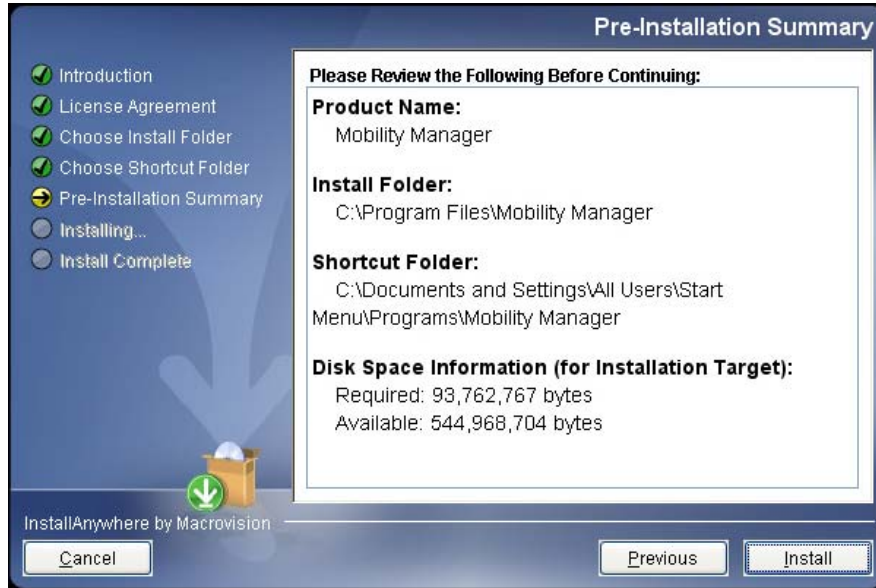 Pre-Installation Summary
Introduction
License Agreement
Choose Install Folder
Choose Shortcut Folder
Pre-Installation Summary
Installing...
Install Complete
Please Review the Following Before Continuing:
Product Name:
Mobility Manager
Install Folder:
C:\Program Files\Mobility Manager
Shortcut Folder:
C:\Documents and Settings\All Users\Start
Menu\Programs\Mobility Manager
Disk Space Information (for Installation Target):
Required: 93,762,767 bytes
Available: 544,968,704 bytes
InstallAnywhere by Macrovision
Cancel
Previous
Install